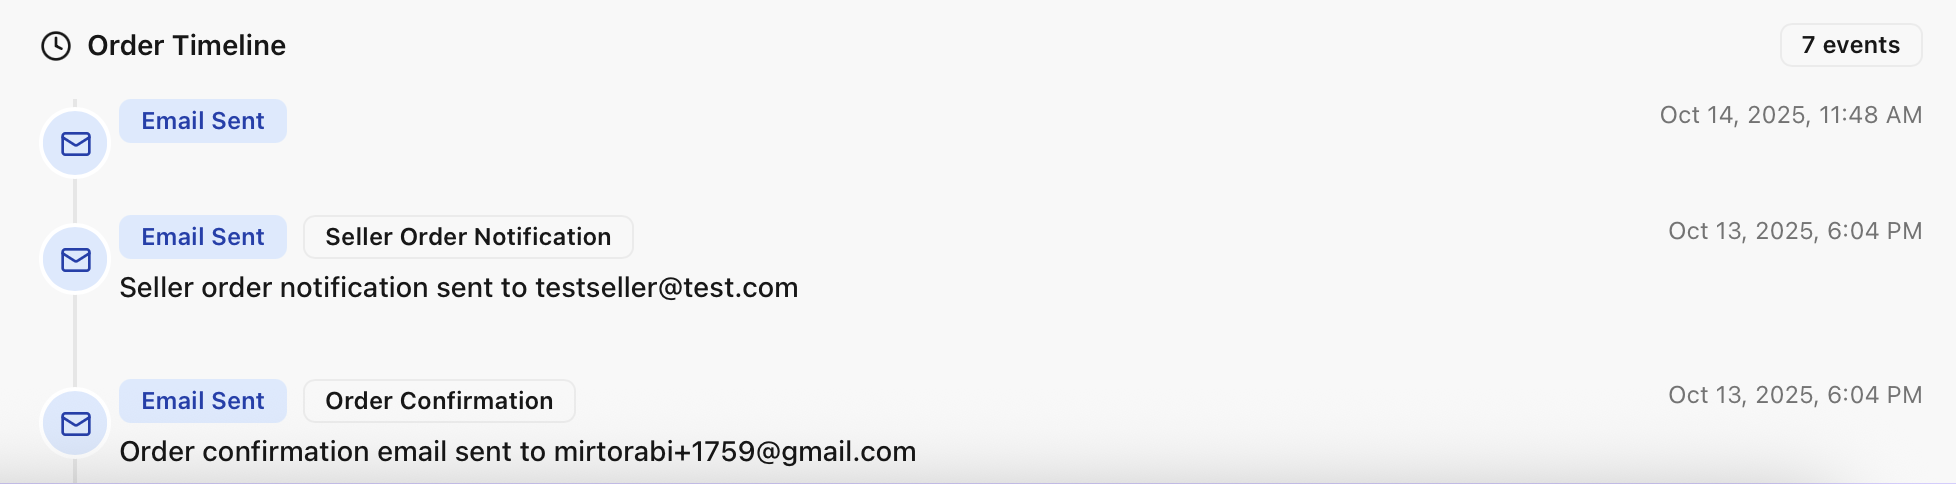 Order Timeline
7 events
Email Sent
Oct 14, 2025, 11:48 AM
Email Sent
Seller Order Notification
Oct 13, 2025, 6:04 PM
Seller order notification sent to testseller@test.com
Email Sent
Order Confirmation
Oct 13, 2025, 6:04 PM
Order confirmation email sent to mirtorabi+1759@gmail.com